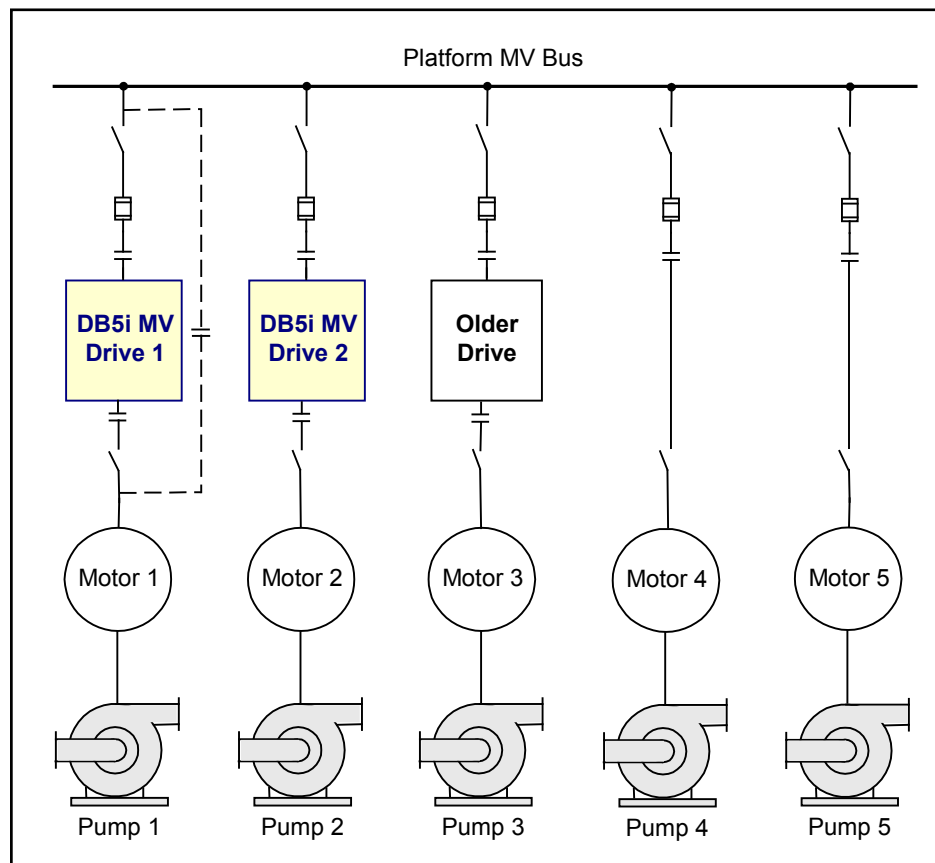 Platform MV Bus
DB5i MV
Drive 1
DB5i MV
Drive 2
Older
Drive
Motor 1
Motor 2
Motor 3
Motor 4
Motor 5
Pump 1
Pump 2
Pump 3
Pump 4
Pump 5